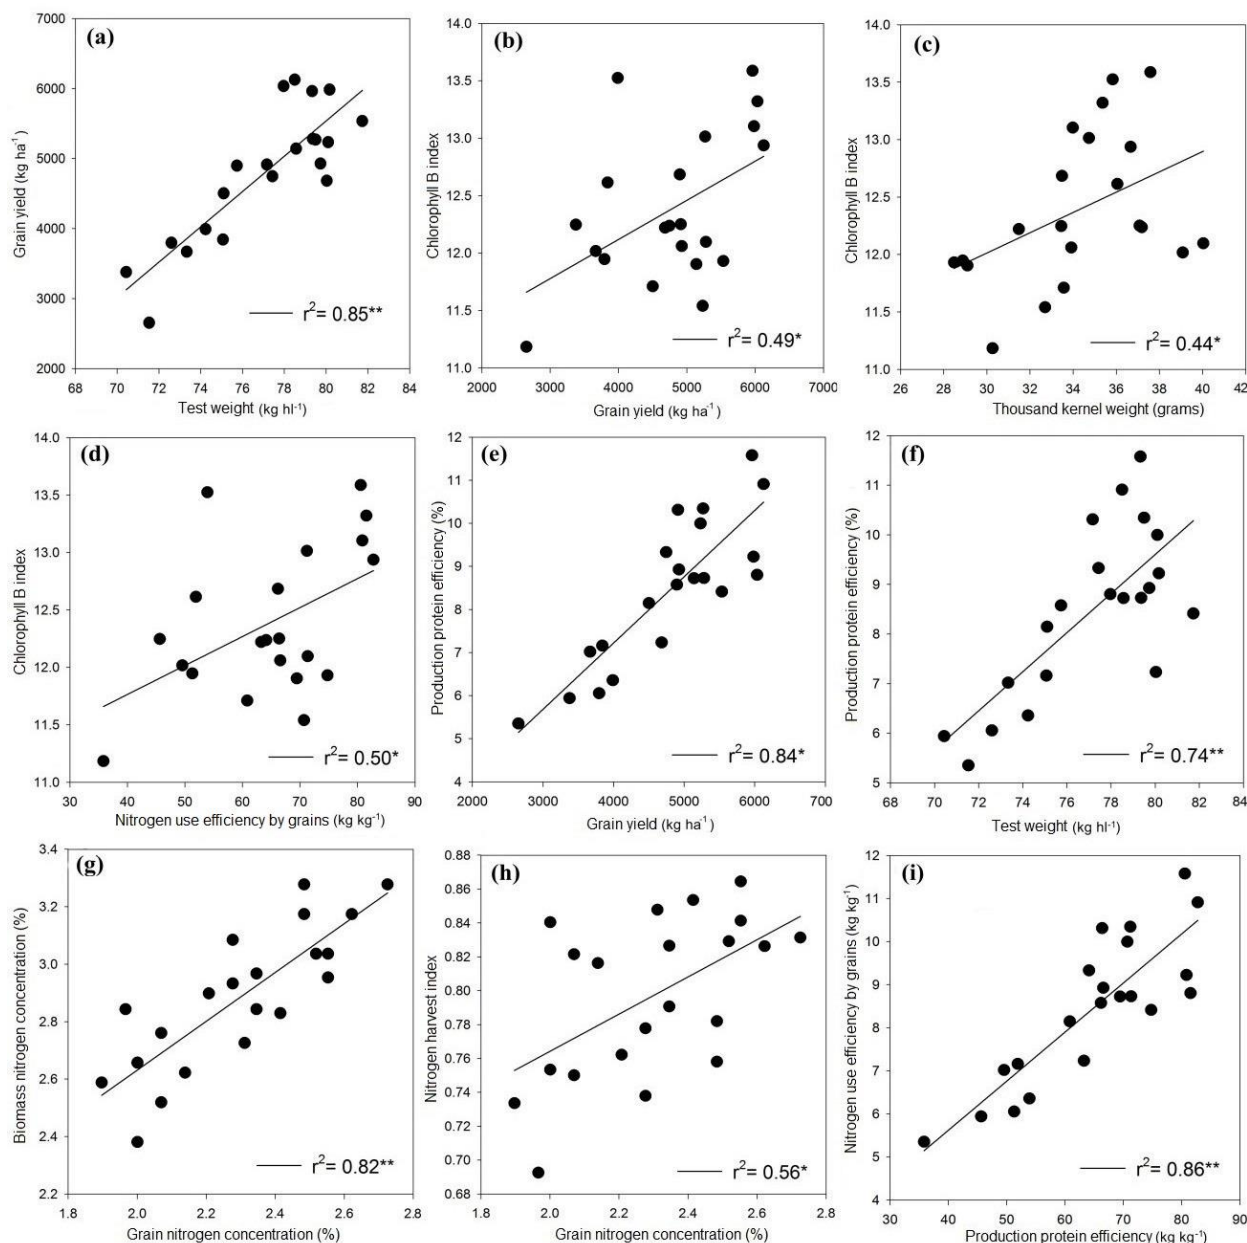 (a)
7000
6000
5000
4000
3000
2000
Grain yield (kg ha⁻¹)
r²= 0.85**
68 70 72 74 76 78 80 82 84
Test weight (kg hl⁻¹)
(b)
14.0
13.5
13.0
12.5
12.0
11.5
11.0
Chlorophyll B index
r²= 0.49*
2000 3000 4000 5000 6000 7000
Grain yield (kg ha⁻¹)
(c)
14.0
13.5
13.0
12.5
12.0
11.5
11.0
Chlorophyll B index
r²= 0.44*
26 28 30 32 34 36 38 40 42
Thousand kernel weight (grams)
(d)
14.0
13.5
13.0
12.5
12.0
11.5
11.0
Chlorophyll B index
r²= 0.50*
30 40 50 60 70 80 90
Nitrogen use efficiency by grains (kg kg⁻¹)
(e)
12
11
10
9
8
7
6
5
4
Production protein efficiency (%)
r²= 0.84*
2000 3000 4000 5000 6000 700
Grain yield (kg ha⁻¹)
(f)
12
11
10
9
8
7
6
5
Production protein efficiency (%)
r²= 0.74**
68 70 72 74 76 78 80 82 84
Test weight (kg hl⁻¹)
(g)
3.4
3.2
3.0
2.8
2.6
2.4
2.2
Biomass nitrogen concentration (%)
r²= 0.82**
1.8 2.0 2.2 2.4 2.6 2.8
Grain nitrogen concentration (%)
(h)
0.88
0.86
0.84
0.82
0.80
0.78
0.76
0.74
0.72
0.70
0.68
Nitrogen harvest index
r²= 0.56*
1.8 2.0 2.2 2.4 2.6 2.8
Grain nitrogen concentration (%)
(i)
12
11
10
9
8
7
6
5
4
Nitrogen use efficiency by grains (kg kg⁻¹)
r²= 0.86**
30 40 50 60 70 80 90
Production protein efficiency (kg kg⁻¹)